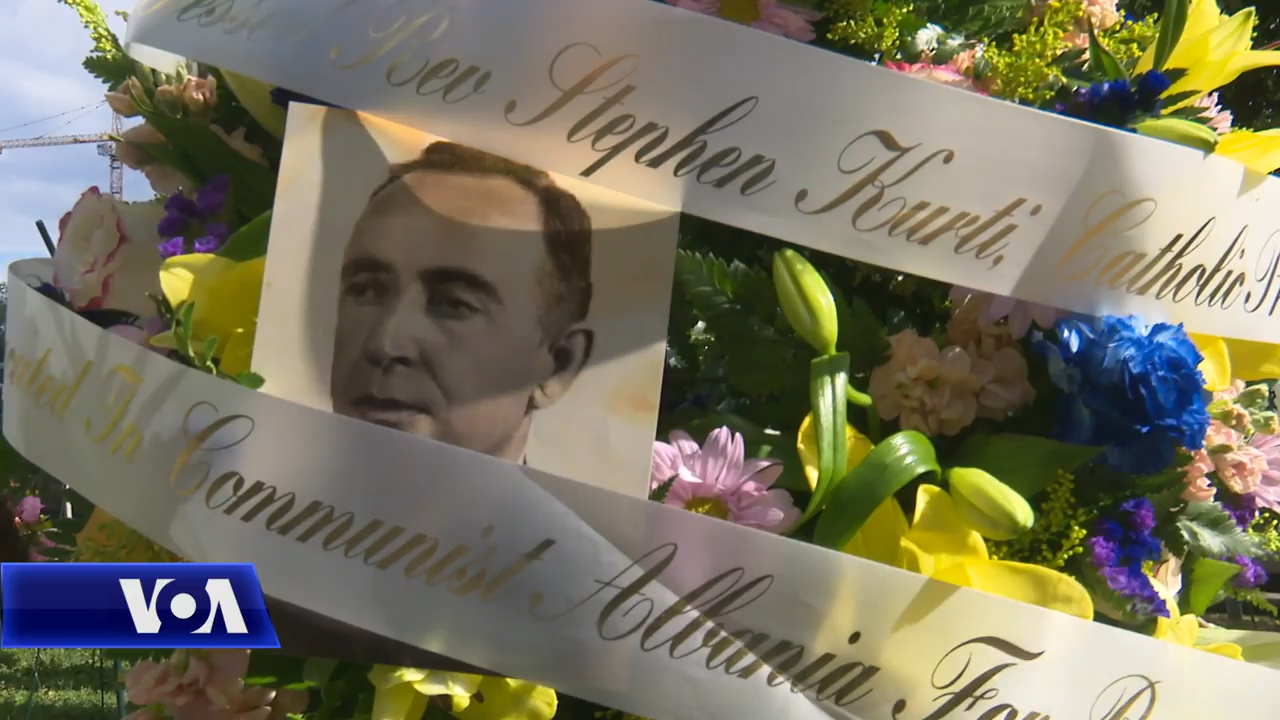 Rev Stephen Kurti, Catholic
In Communist Albania For
VOA